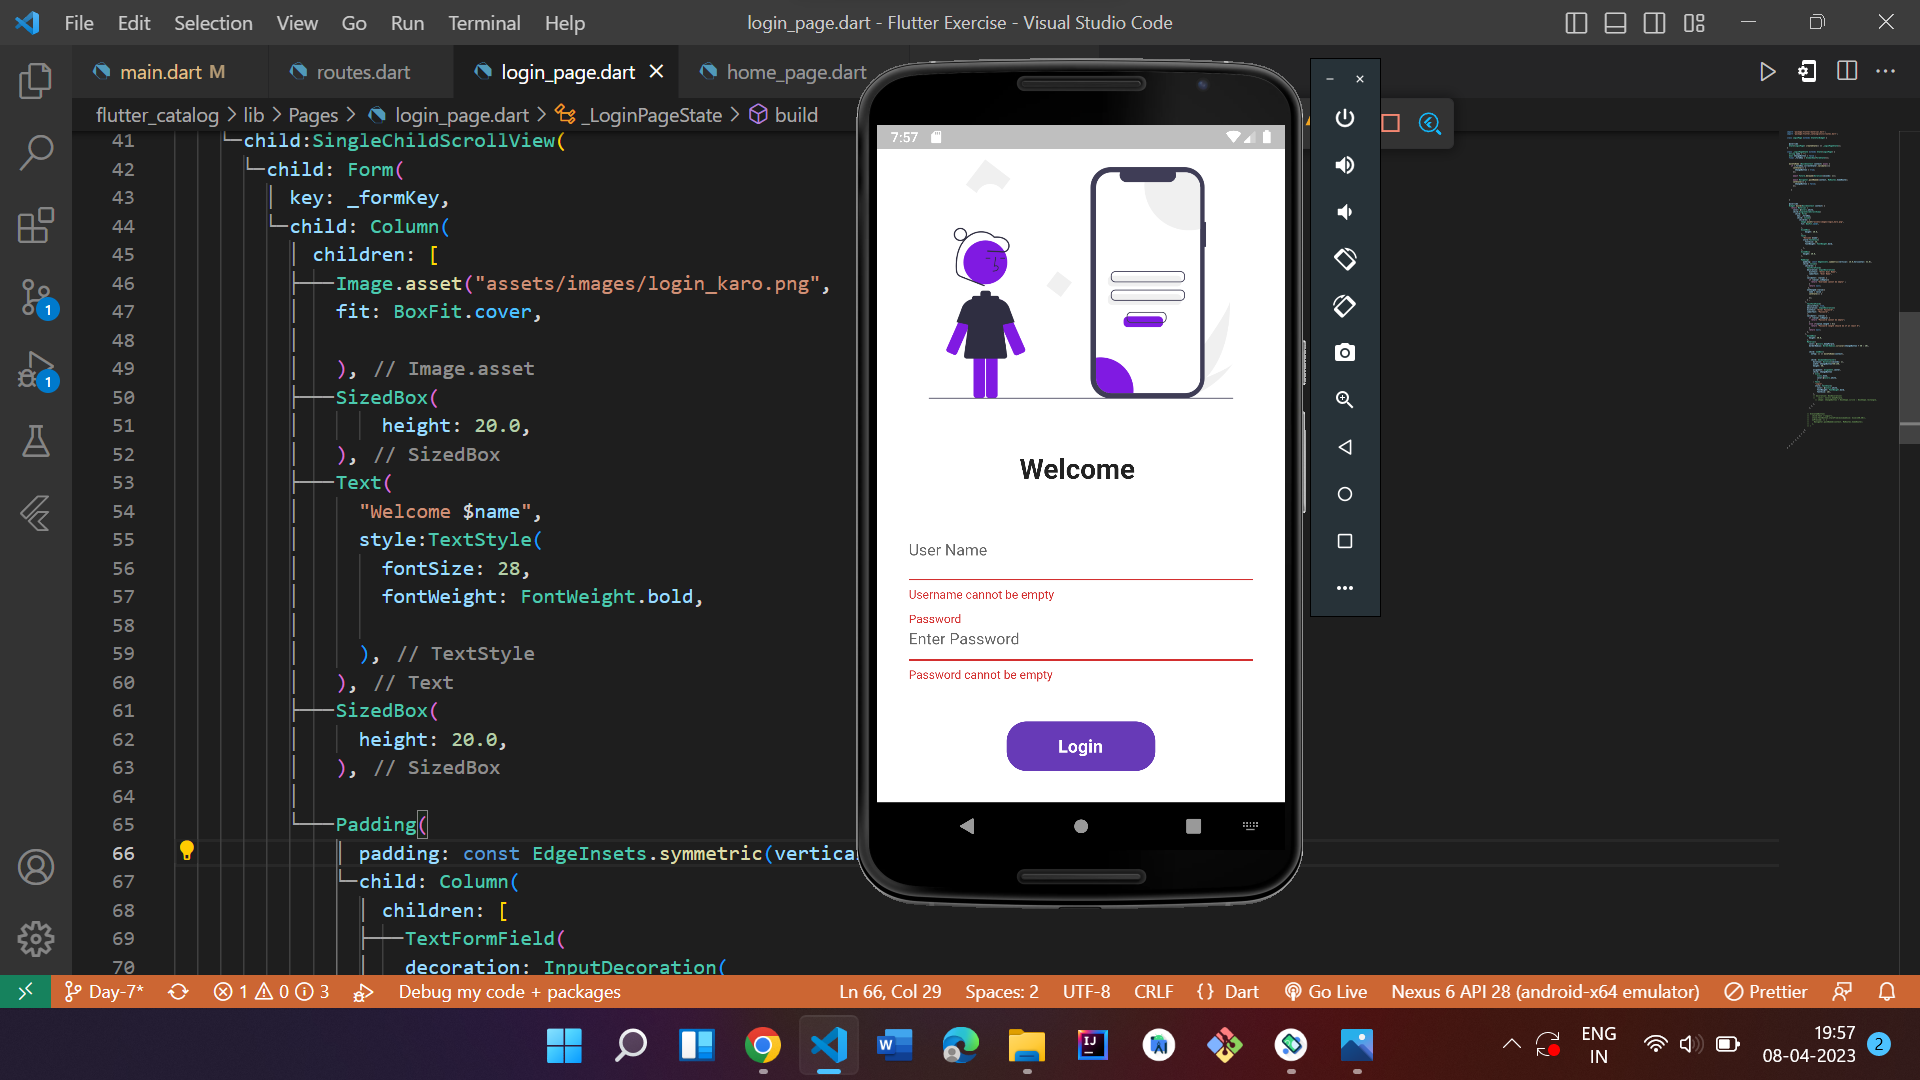 File Edit Selection View Go Run Terminal Help
login_page.dart - Flutter Exercise - Visual Studio Code
main.dart M
routes.dart
login_page.dart
home_page.dart
flutter_catalog > lib > Pages > login_page.dart > _LoginPageState > build
41 child:SingleChildScrollView(
42 child: Form(
43 key: _formKey,
44 child: Column(
45 children: [
46 Image.asset("assets/images/login_karo.png",
47 fit: BoxFit.cover,
48
49 ), // Image.asset
50 SizedBox(
51 height: 20.0,
52 ), // SizedBox
53 Text(
54 "Welcome $name",
55 style:TextStyle(
56 fontSize: 28,
57 fontWeight: FontWeight.bold,
58
59 ), // TextStyle
60 ), // Text
61 SizedBox(
62 height: 20.0,
63 ), // SizedBox
64
65 Padding(
66 padding: const EdgeInsets.symmetric(vertica
67 child: Column(
68 children: [
69 TextFormField(
70 decoration: InputDecoration(
7:57
Welcome
User Name
Username cannot be empty
Password
Enter Password
Password cannot be empty
Login
1
1
Day-7* 1 0 3 Debug my code + packages Ln 66, Col 29 Spaces: 2 UTF-8 CRLF {} Dart Go Live Nexus 6 API 28 (android-x64 emulator) Prettier
ENG
IN
19:57
08-04-2023
2